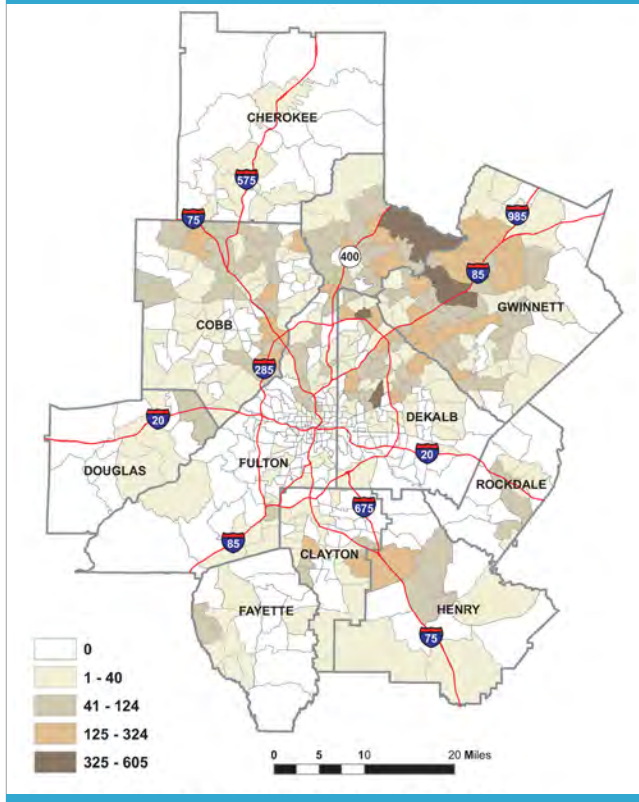 CHEROKEE
575
75
985
400
85
GWINNETT
COBB
285
DEKALB
20
DOUGLAS
FULTON
20
ROCKDALE
675
85
CLAYTON
FAYETTE
HENRY
75
0
1 - 40
41 - 124
125 - 324
325 - 605
0 5 10 20 Miles